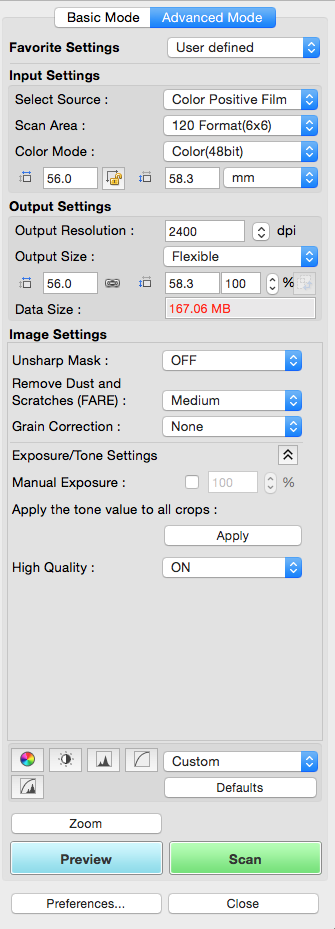 Basic Mode Advanced Mode
Favorite Settings User defined
Input Settings
Select Source : Color Positive Film
Scan Area : 120 Format(6x6)
Color Mode : Color(48bit)
56.0 58.3 mm
Output Settings
Output Resolution : 2400 dpi
Output Size : Flexible
56.0 58.3 100 %
Data Size : 167.06 MB
Image Settings
Unsharp Mask : OFF
Remove Dust and
Scratches (FARE) : Medium
Grain Correction : None
Exposure/Tone Settings
Manual Exposure : 100 %
Apply the tone value to all crops :
Apply
High Quality : ON
Custom
Defaults
Zoom
Preview Scan
Preferences... Close